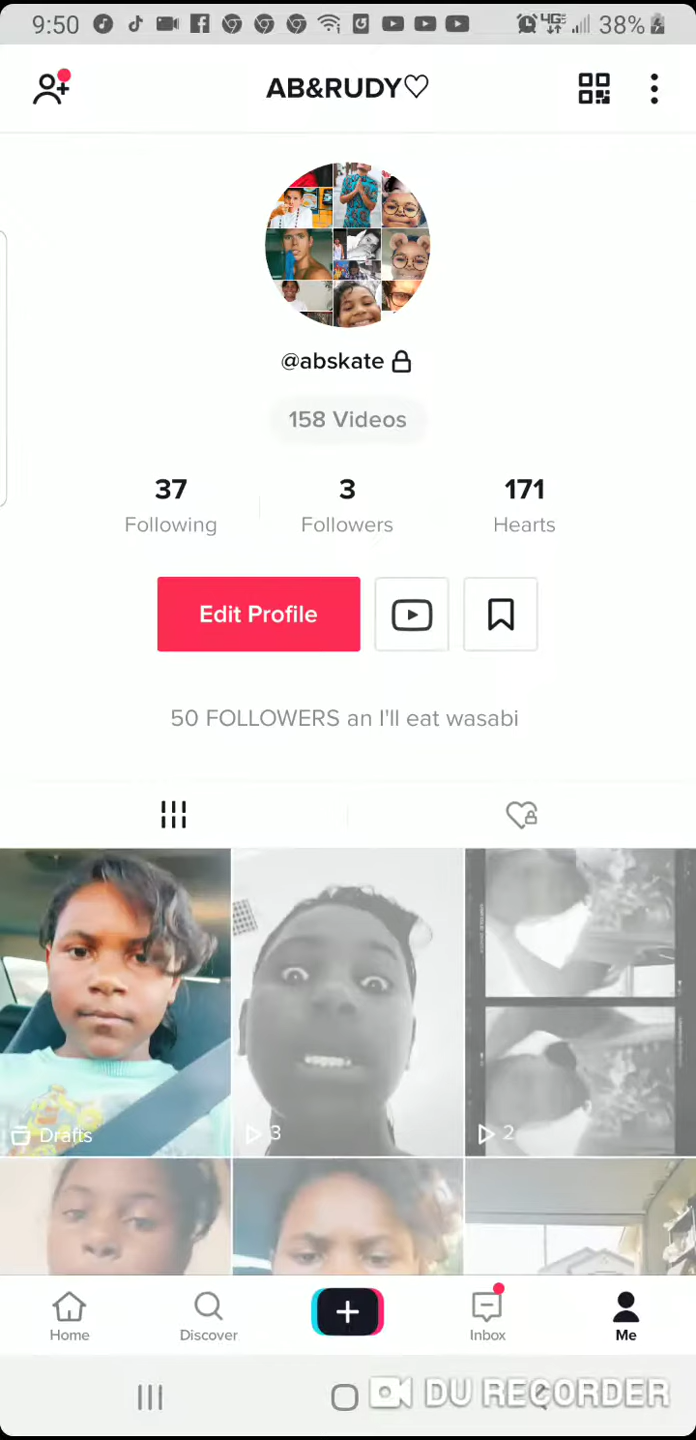 9:50 4GE 38%
AB&RUDY♡
@abskate
158 Videos
37 3 171
Following Followers Hearts
Edit Profile
50 FOLLOWERS an I'll eat wasabi
Drafts 3 2
Home Discover Inbox Me
DU RECORDER